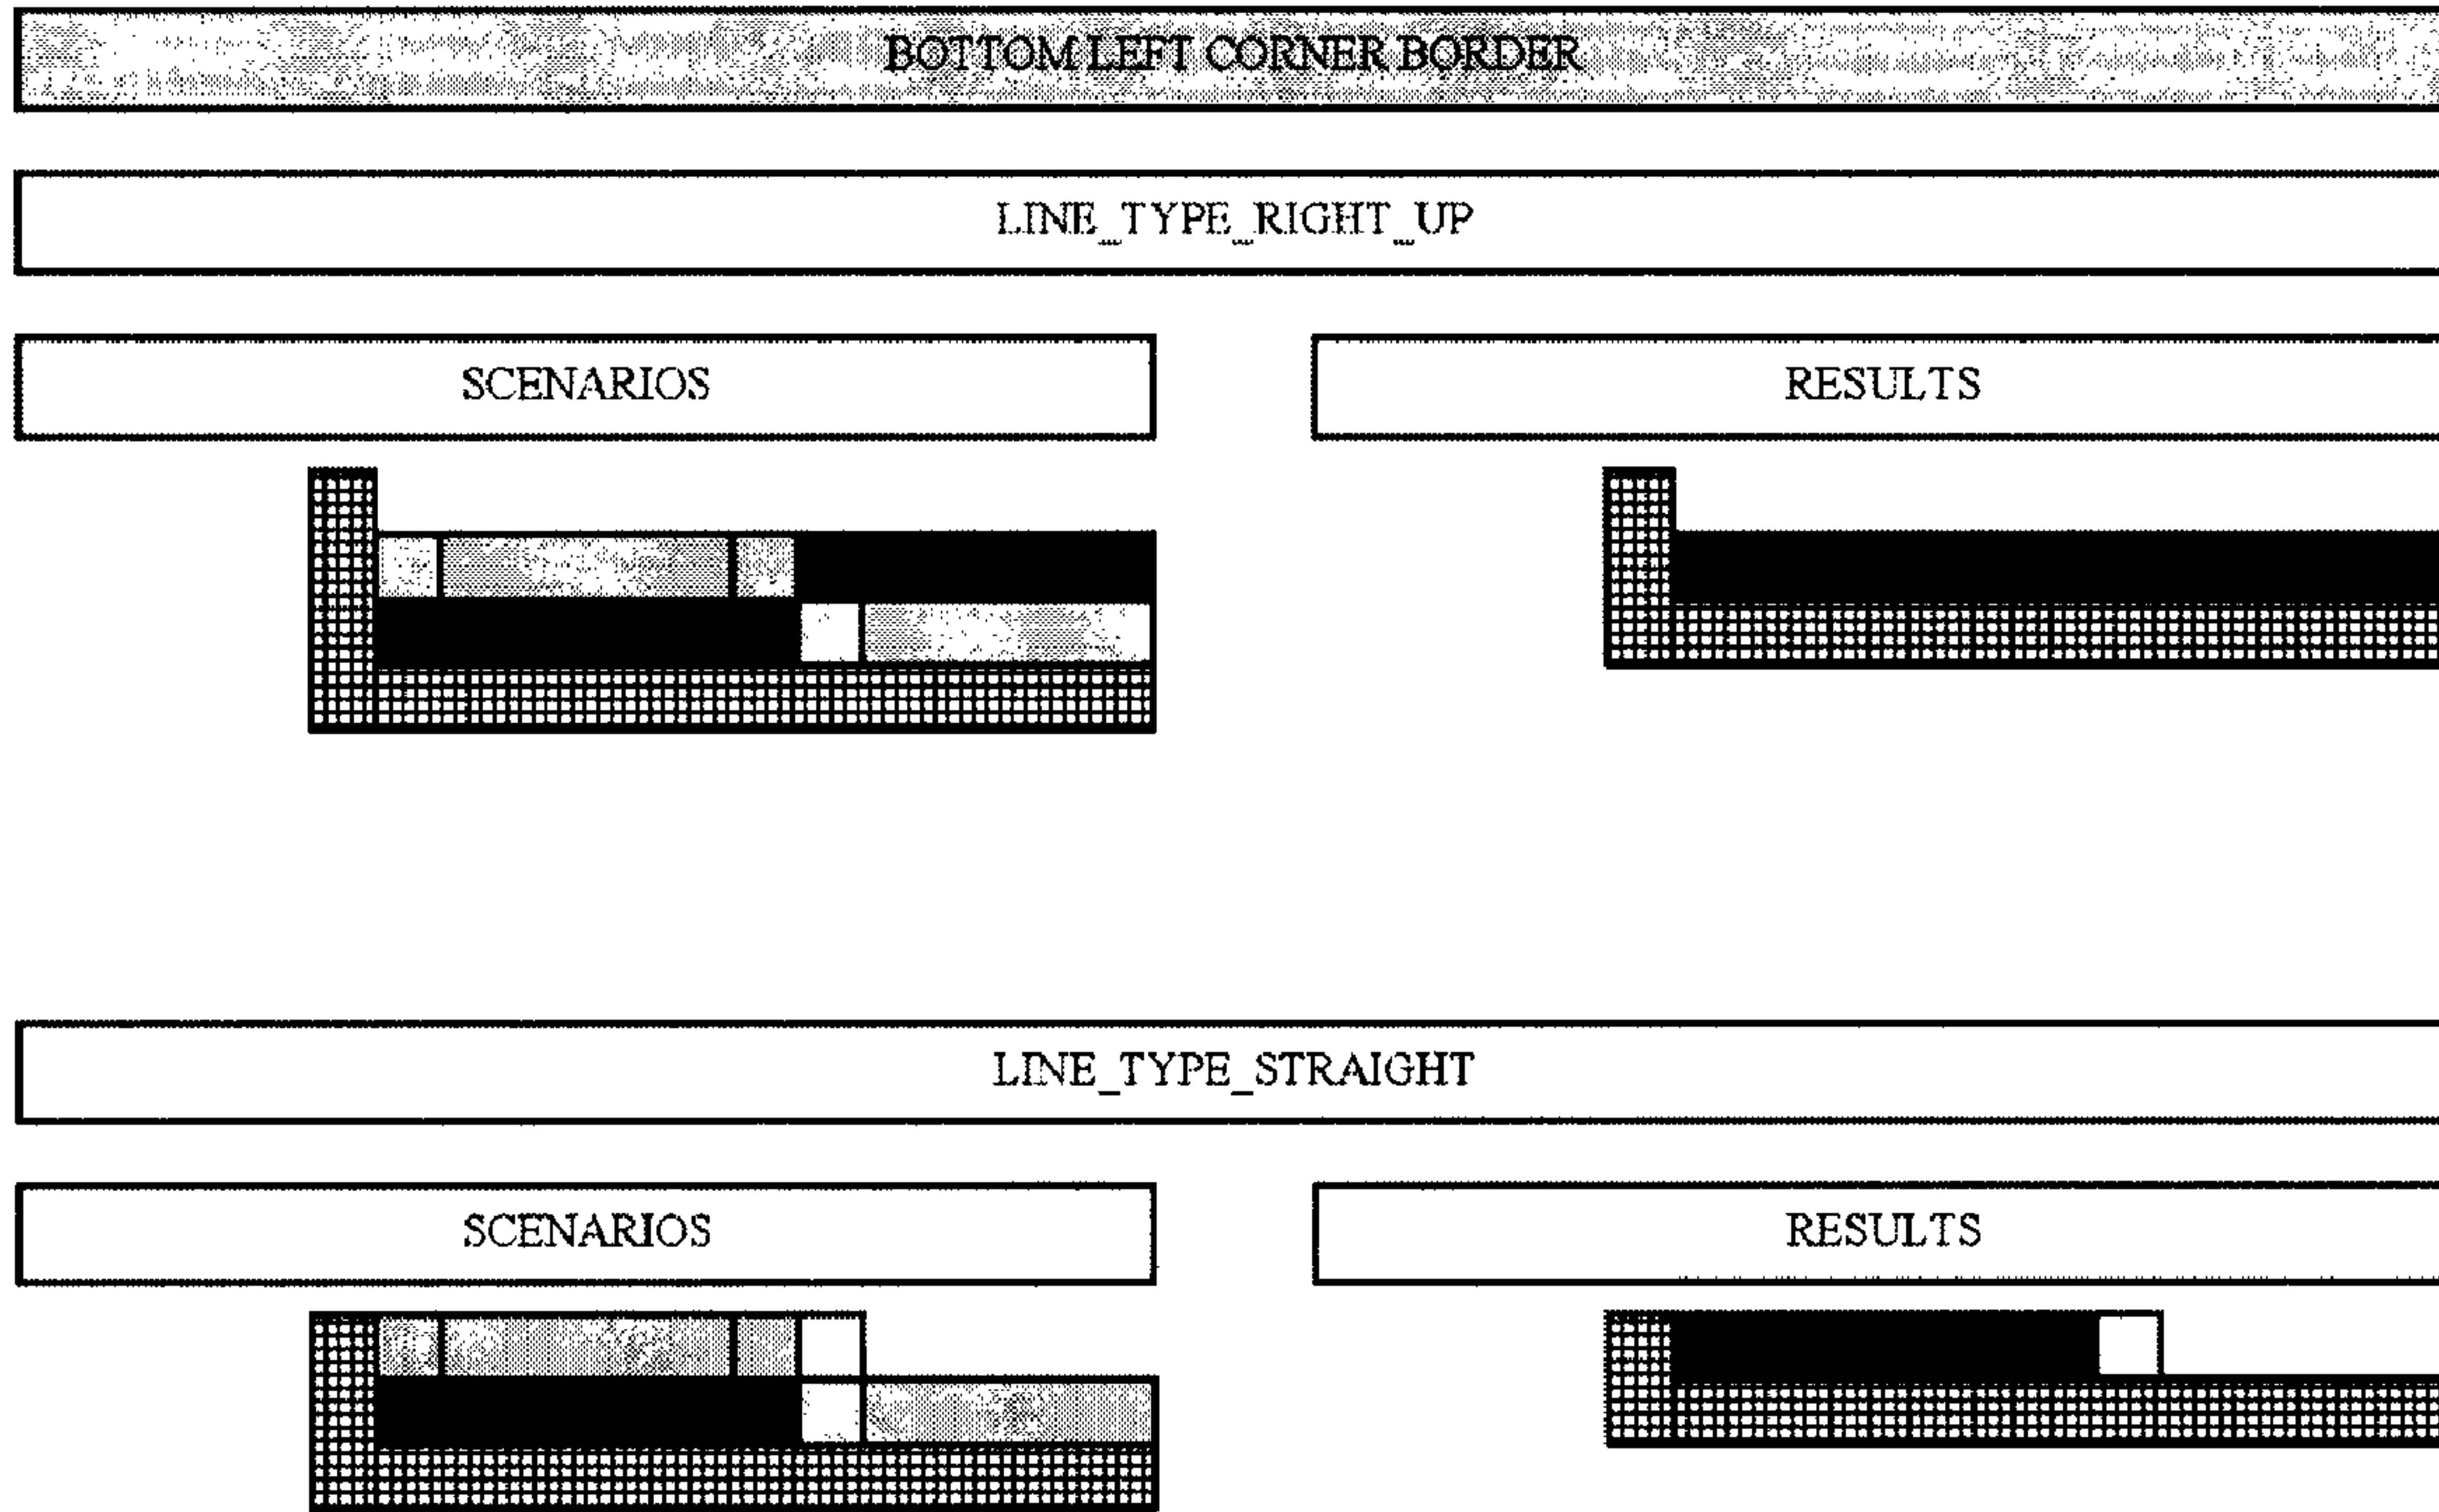 BOTTOM LEFT CORNER BORDER
LINE_TYPE_RIGHT_UP
SCENARIOS
RESULTS
LINE_TYPE_STRAIGHT
SCENARIOS
RESULTS